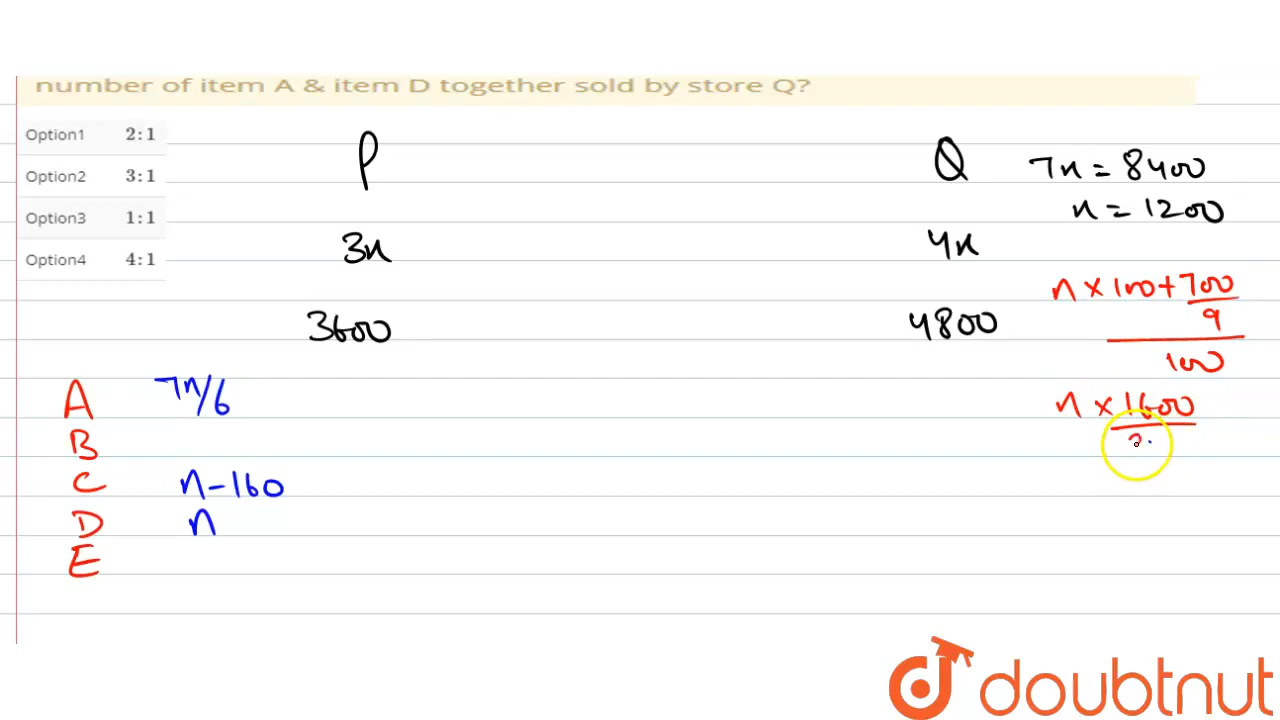 number of item A & item D together sold by store Q?
Option1 2:1
Option2 3:1
Option3 1:1
Option4 4:1
P Q
7x = 8400
x = 1200
3x 4x
3600 4800
n × 100 + 700/9
100
n × 1600
A 7n/6
B
C n - 160
D n
E
doubtnut